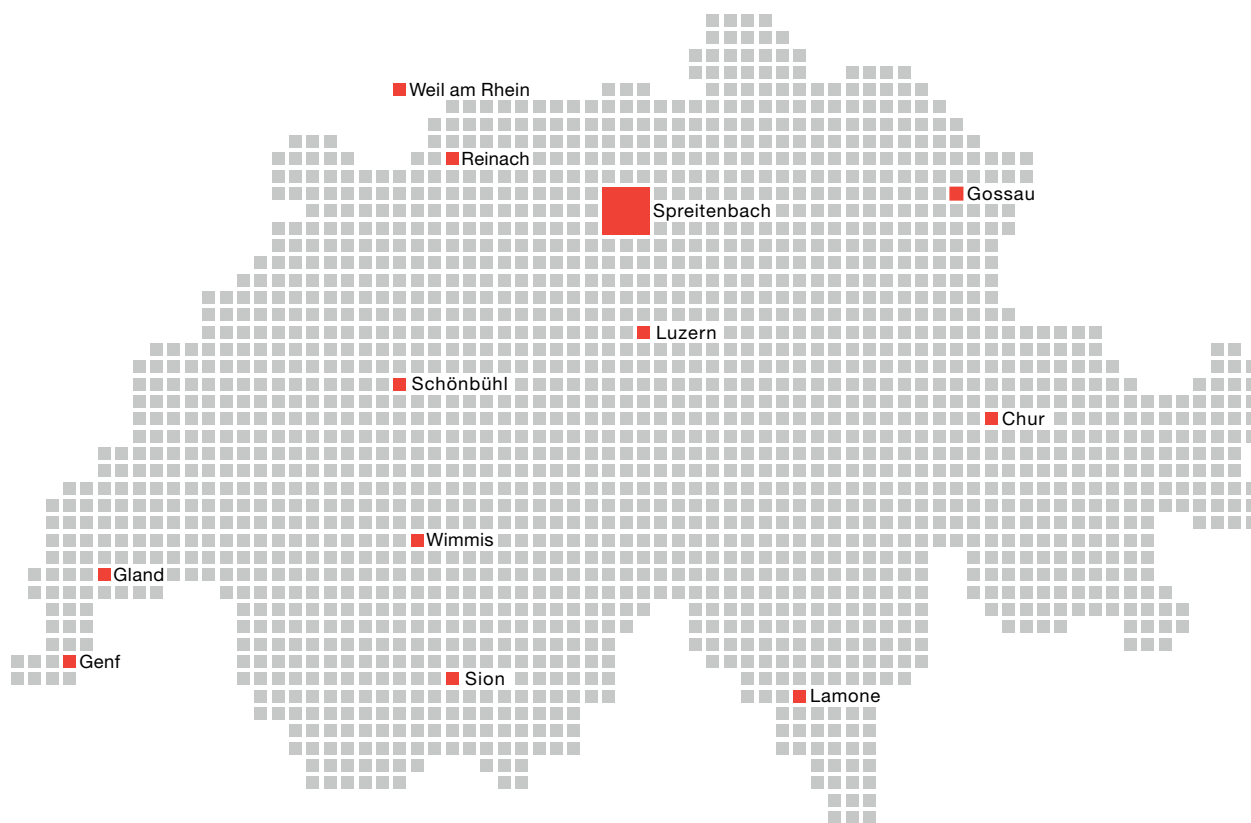 Weil am Rhein
Reinach
Gossau
Spreitenbach
Luzern
Schönbühl
Chur
Wimmis
Gland
Genf
Sion
Lamone